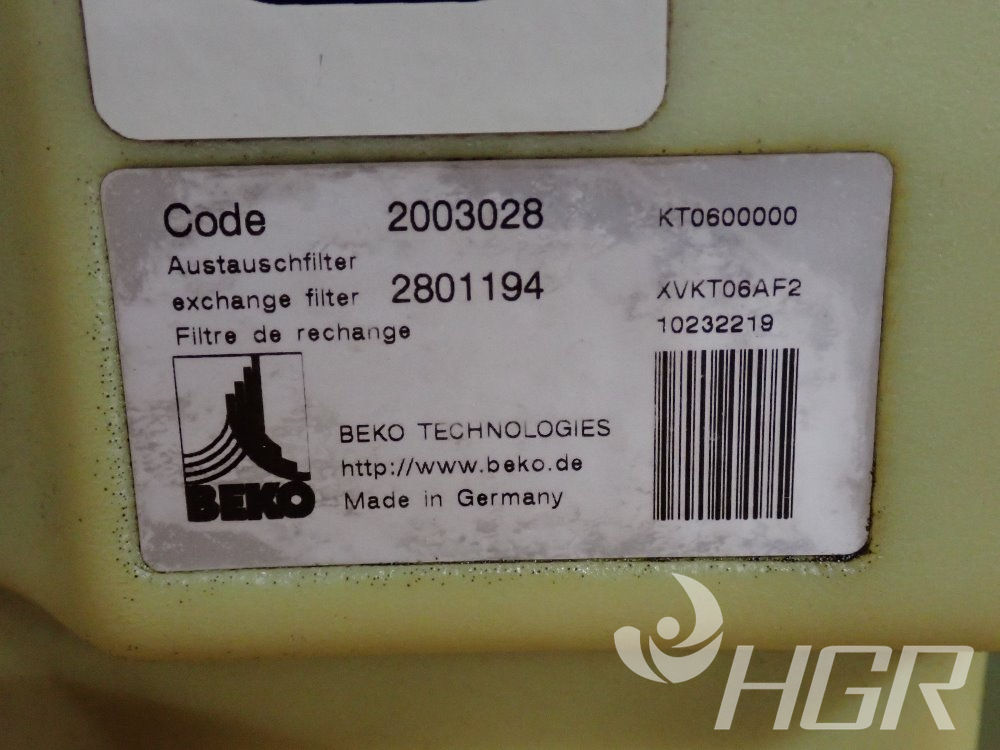 Code 2003028 KT0600000
Austauschfilter
exchange filter 2801194 XVKT06AF2
Filtre de rechange 10232219
BEKO TECHNOLOGIES
http://www.beko.de
Made in Germany
BEKO
HGR